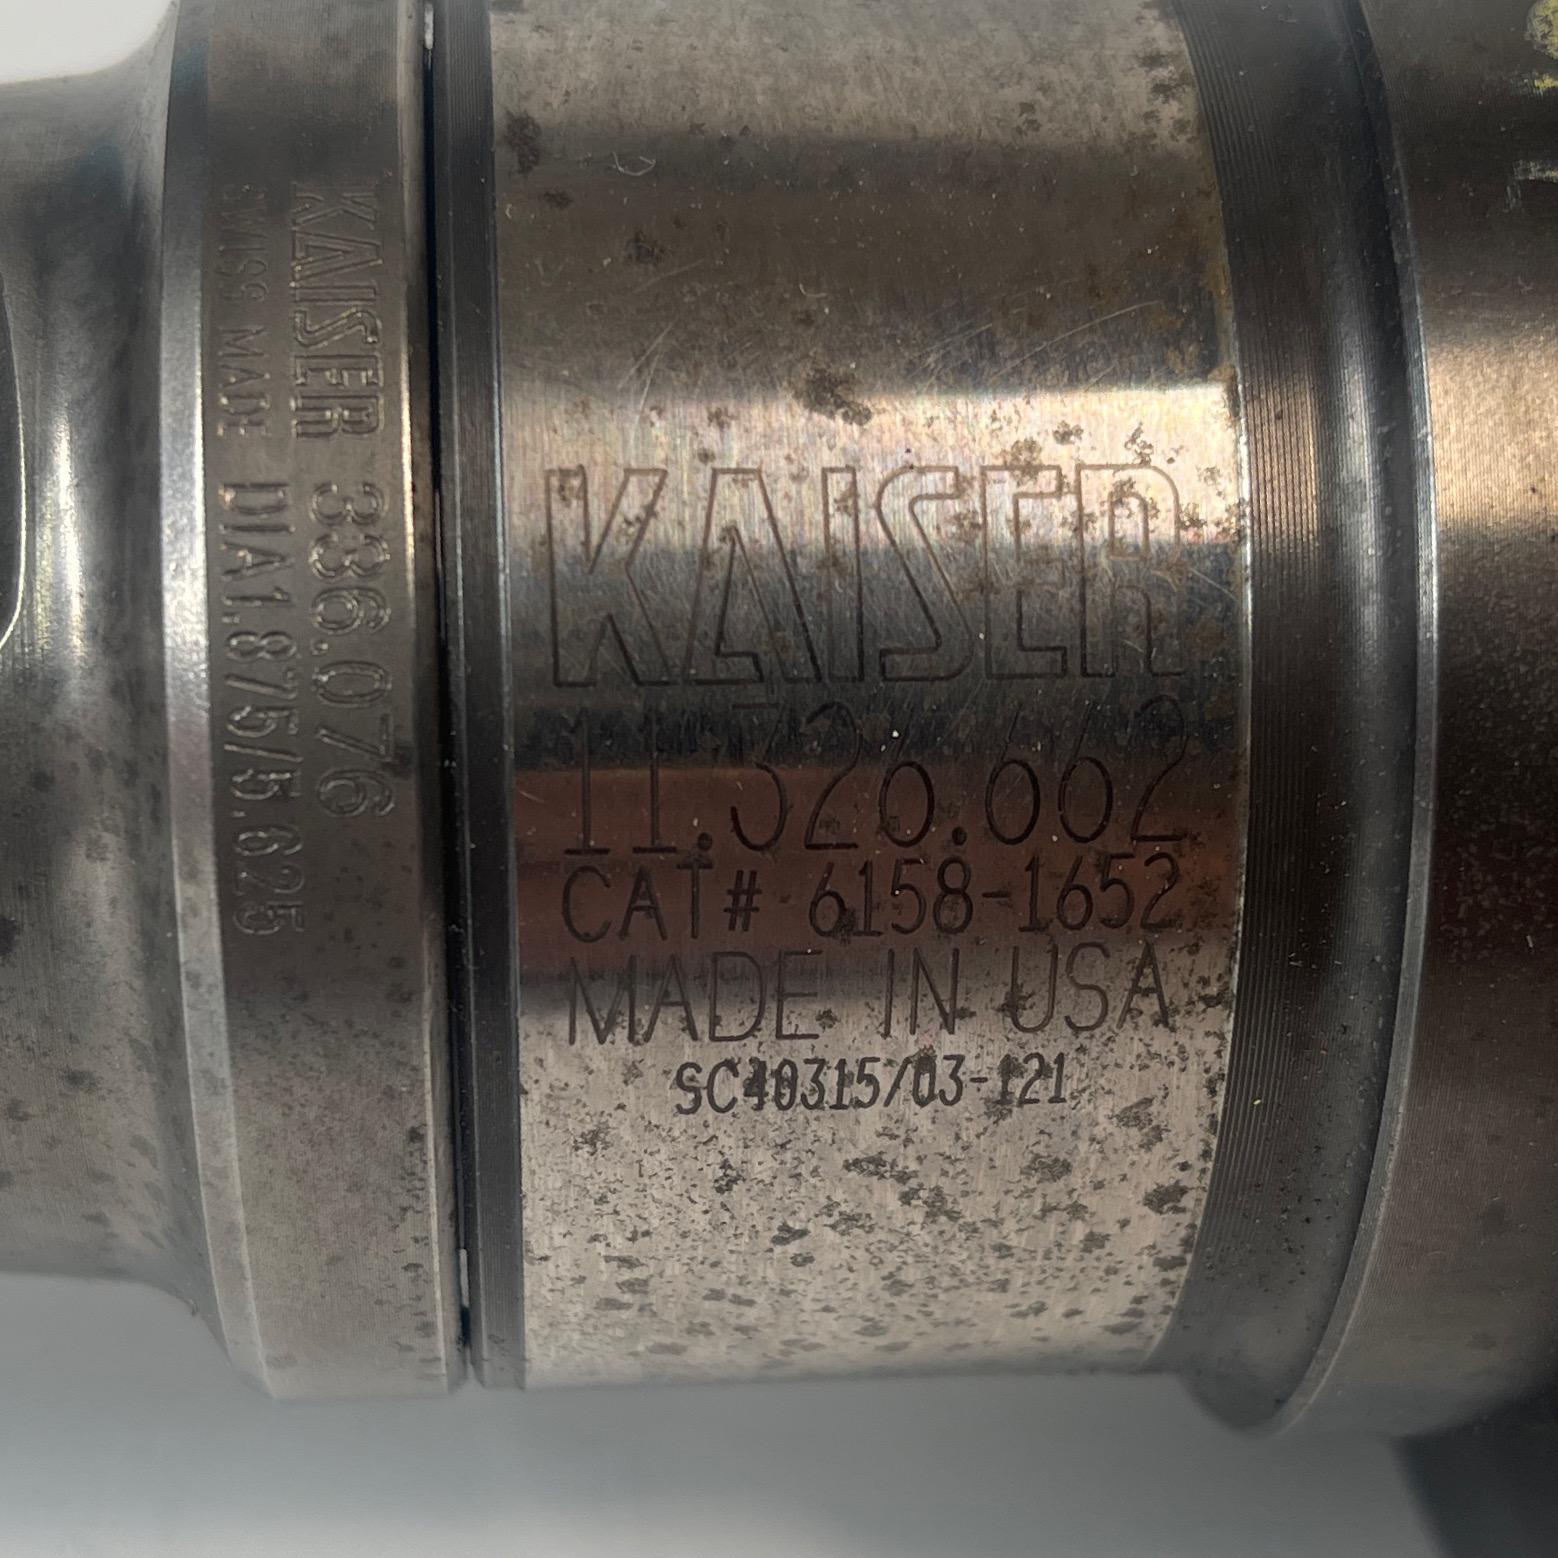 KAISER 336.076
SWISS MADE DIA1.875/5.625
KAISER
11.326.662
CAT# 6158-1652
MADE IN USA
SC40315/03-121